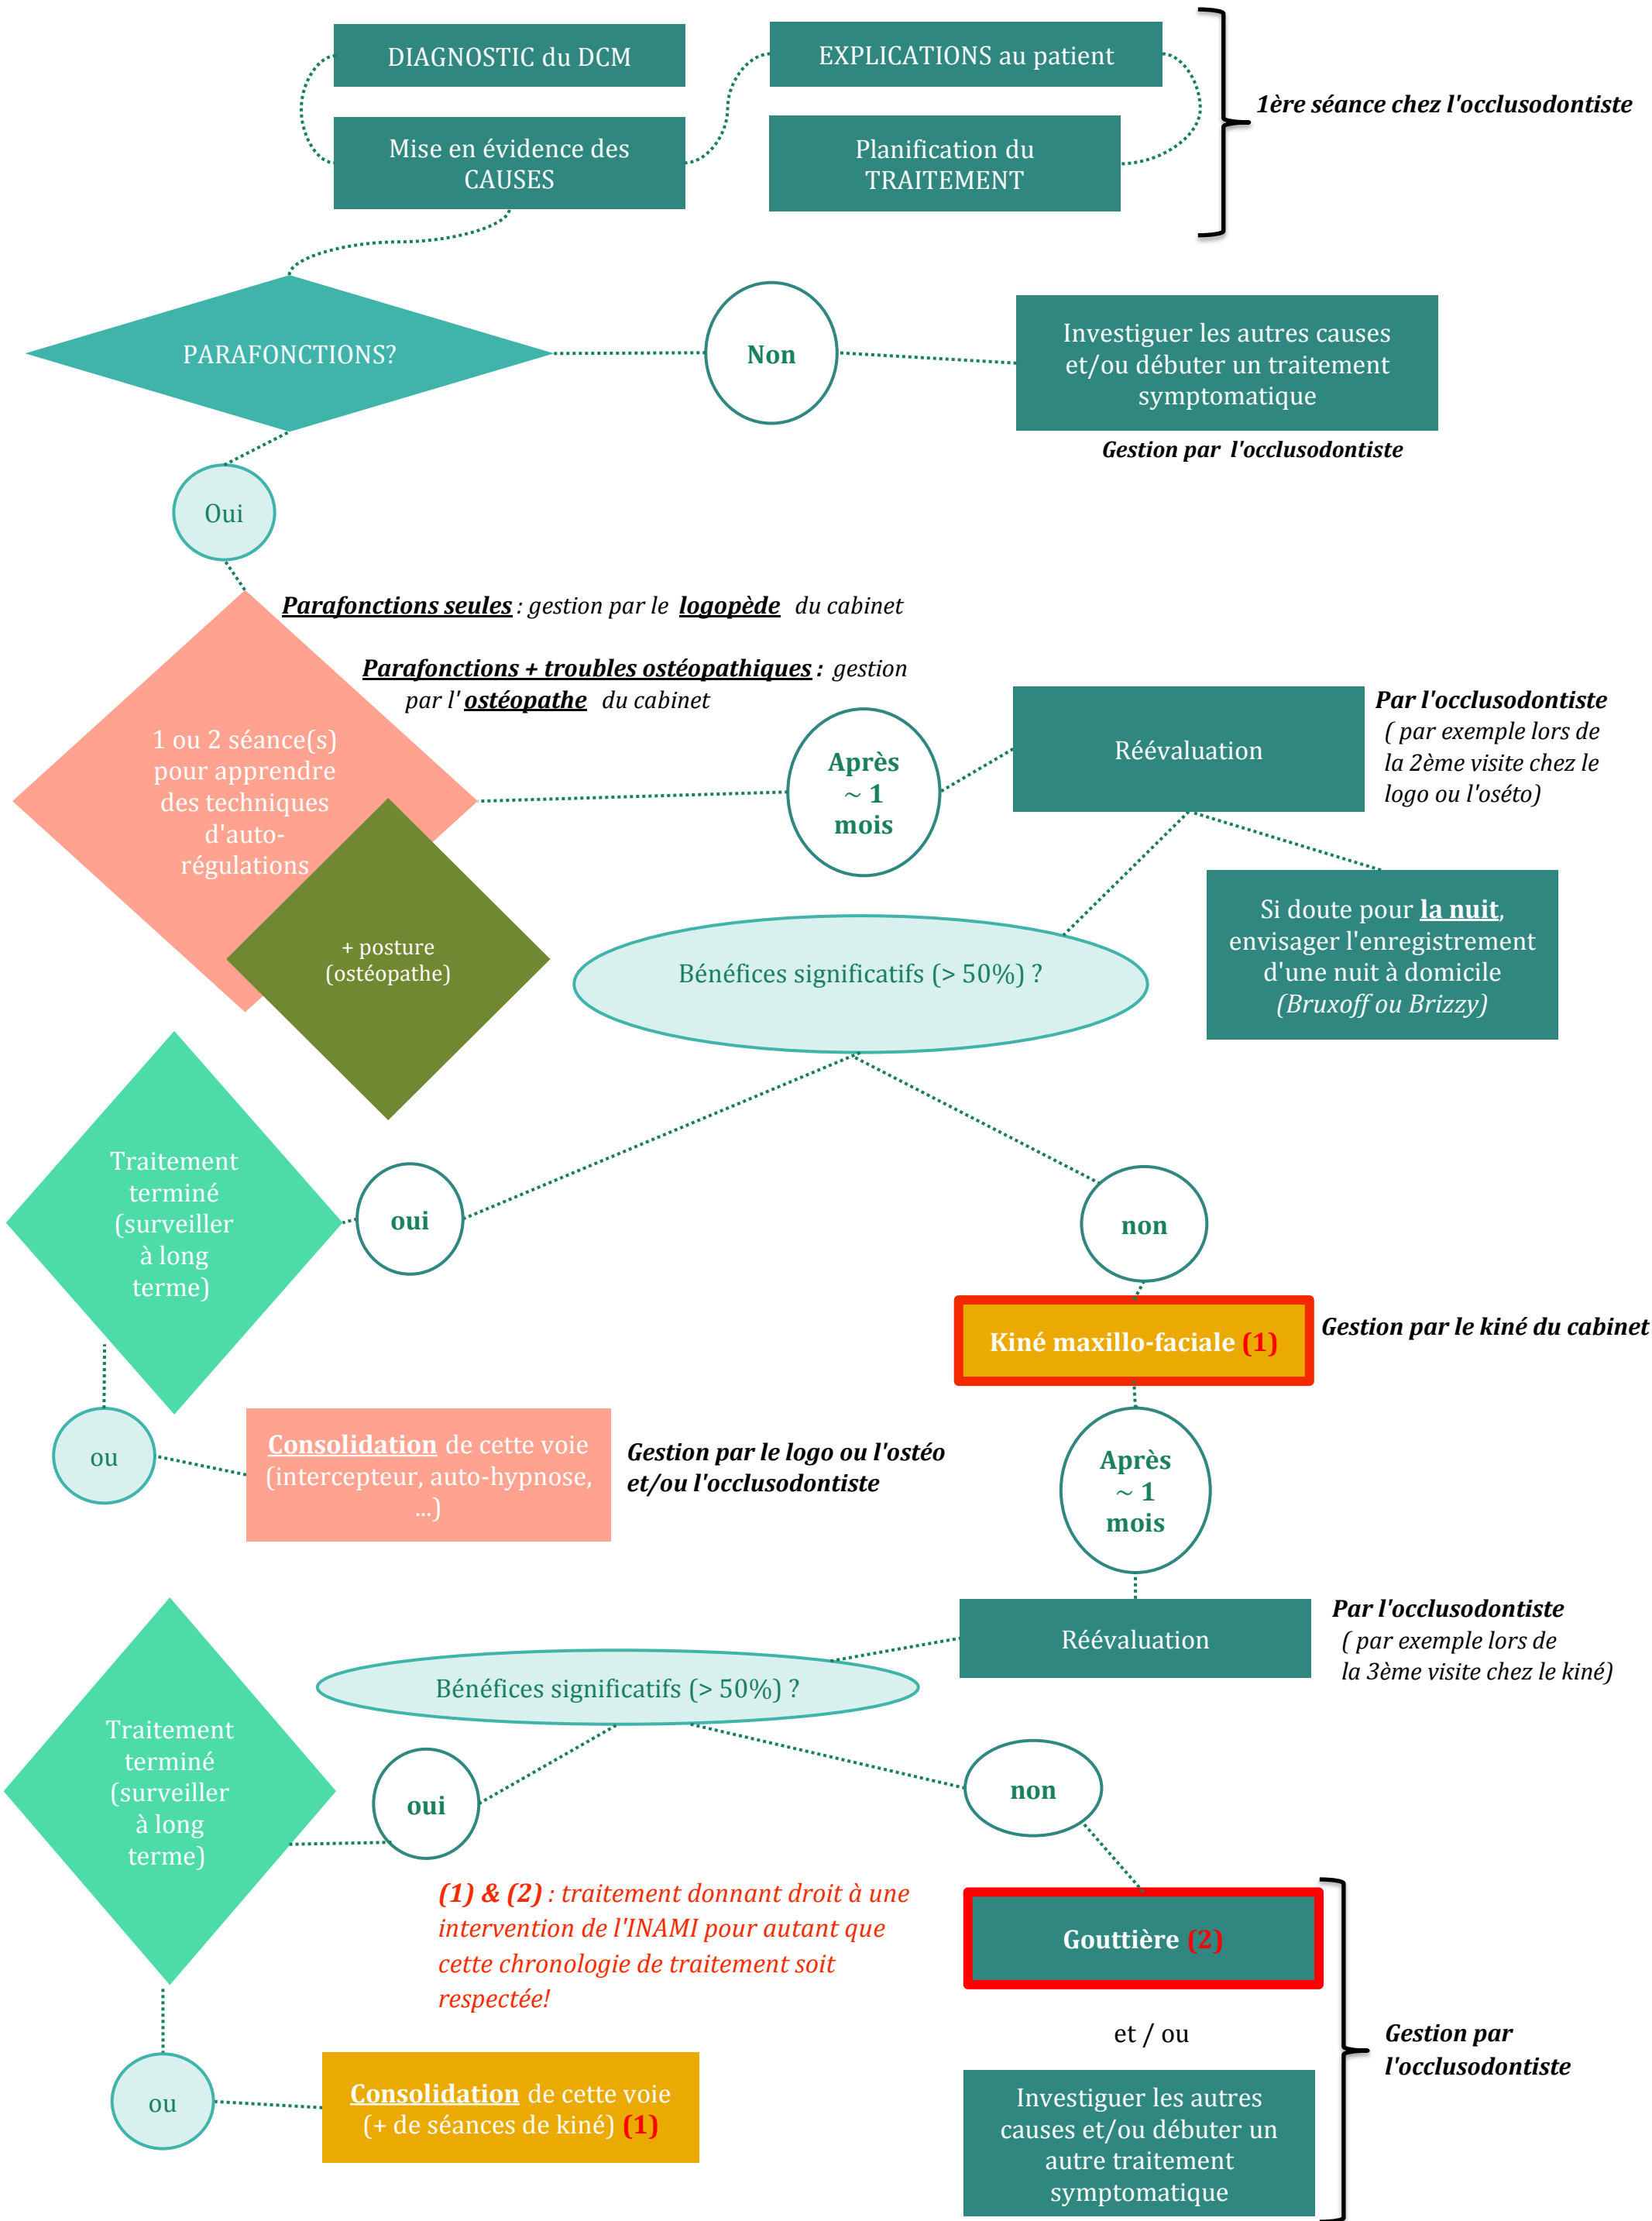 DIAGNOSTIC du DCM
EXPLICATIONS au patient
1ère séance chez l'occlusodontiste
Mise en évidence des
CAUSES
Planification du
TRAITEMENT
PARAFONCTIONS?
Non
Investiguer les autres causes
et/ou débuter un traitement
symptomatique
Gestion par l'occlusodontiste
Oui
Parafonctions seules : gestion par le logopède du cabinet
Parafonctions + troubles ostéopathiques : gestion
par l' ostéopathe du cabinet
1 ou 2 séance(s)
pour apprendre
des techniques
d'auto-
régulations
+ posture
(ostéopathe)
Après
~ 1
mois
Réévaluation
Par l'occlusodontiste
( par exemple lors de
la 2ème visite chez le
logo ou l'oséto)
Si doute pour la nuit,
envisager l'enregistrement
d'une nuit à domicile
(Bruxoff ou Brizzy)
Bénéfices significatifs (> 50%) ?
Traitement
terminé
(surveiller
à long
terme)
oui
non
Kiné maxillo-faciale (1)
Gestion par le kiné du cabinet
ou
Consolidation de cette voie
(intercepteur, auto-hypnose,
...)
Gestion par le logo ou l'ostéo
et/ou l'occlusodontiste
Après
~ 1
mois
Réévaluation
Par l'occlusodontiste
( par exemple lors de
la 3ème visite chez le kiné)
Bénéfices significatifs (> 50%) ?
Traitement
terminé
(surveiller
à long
terme)
oui
non
(1) & (2) : traitement donnant droit à une
intervention de l'INAMI pour autant que
cette chronologie de traitement soit
respectée!
Gouttière (2)
et / ou
Gestion par
l'occlusodontiste
ou
Consolidation de cette voie
(+ de séances de kiné) (1)
Investiguer les autres
causes et/ou débuter un
autre traitement
symptomatique